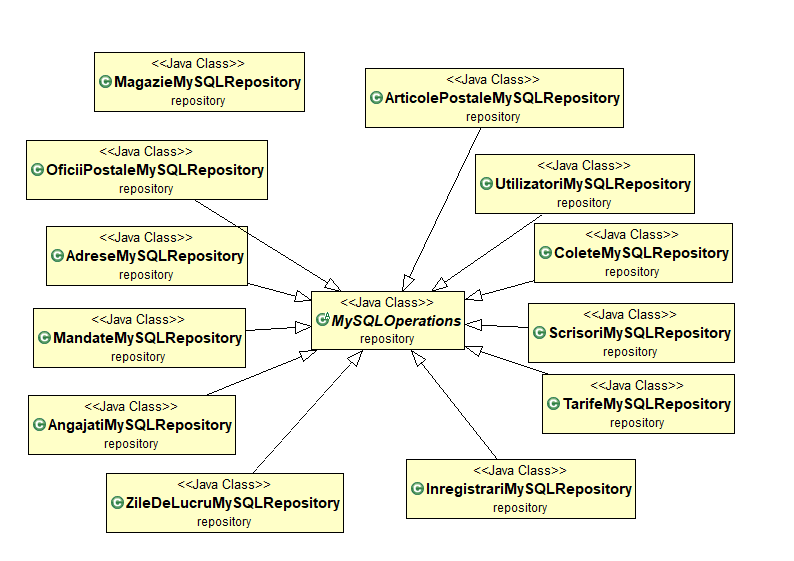 <<Java Class>>
MagazieMySQLRepository
repository
<<Java Class>>
ArticolePostaleMySQLRepository
repository
<<Java Class>>
OficiiPostaleMySQLRepository
repository
<<Java Class>>
UtilizatoriMySQLRepository
repository
<<Java Class>>
AdreseMySQLRepository
repository
<<Java Class>>
ColeteMySQLRepository
repository
<<Java Class>>
MySQLOperations
repository
<<Java Class>>
MandateMySQLRepository
repository
<<Java Class>>
ScrisoriMySQLRepository
repository
<<Java Class>>
TarifeMySQLRepository
repository
<<Java Class>>
AngajatiMySQLRepository
repository
<<Java Class>>
InregistrariMySQLRepository
repository
<<Java Class>>
ZileDeLucruMySQLRepository
repository